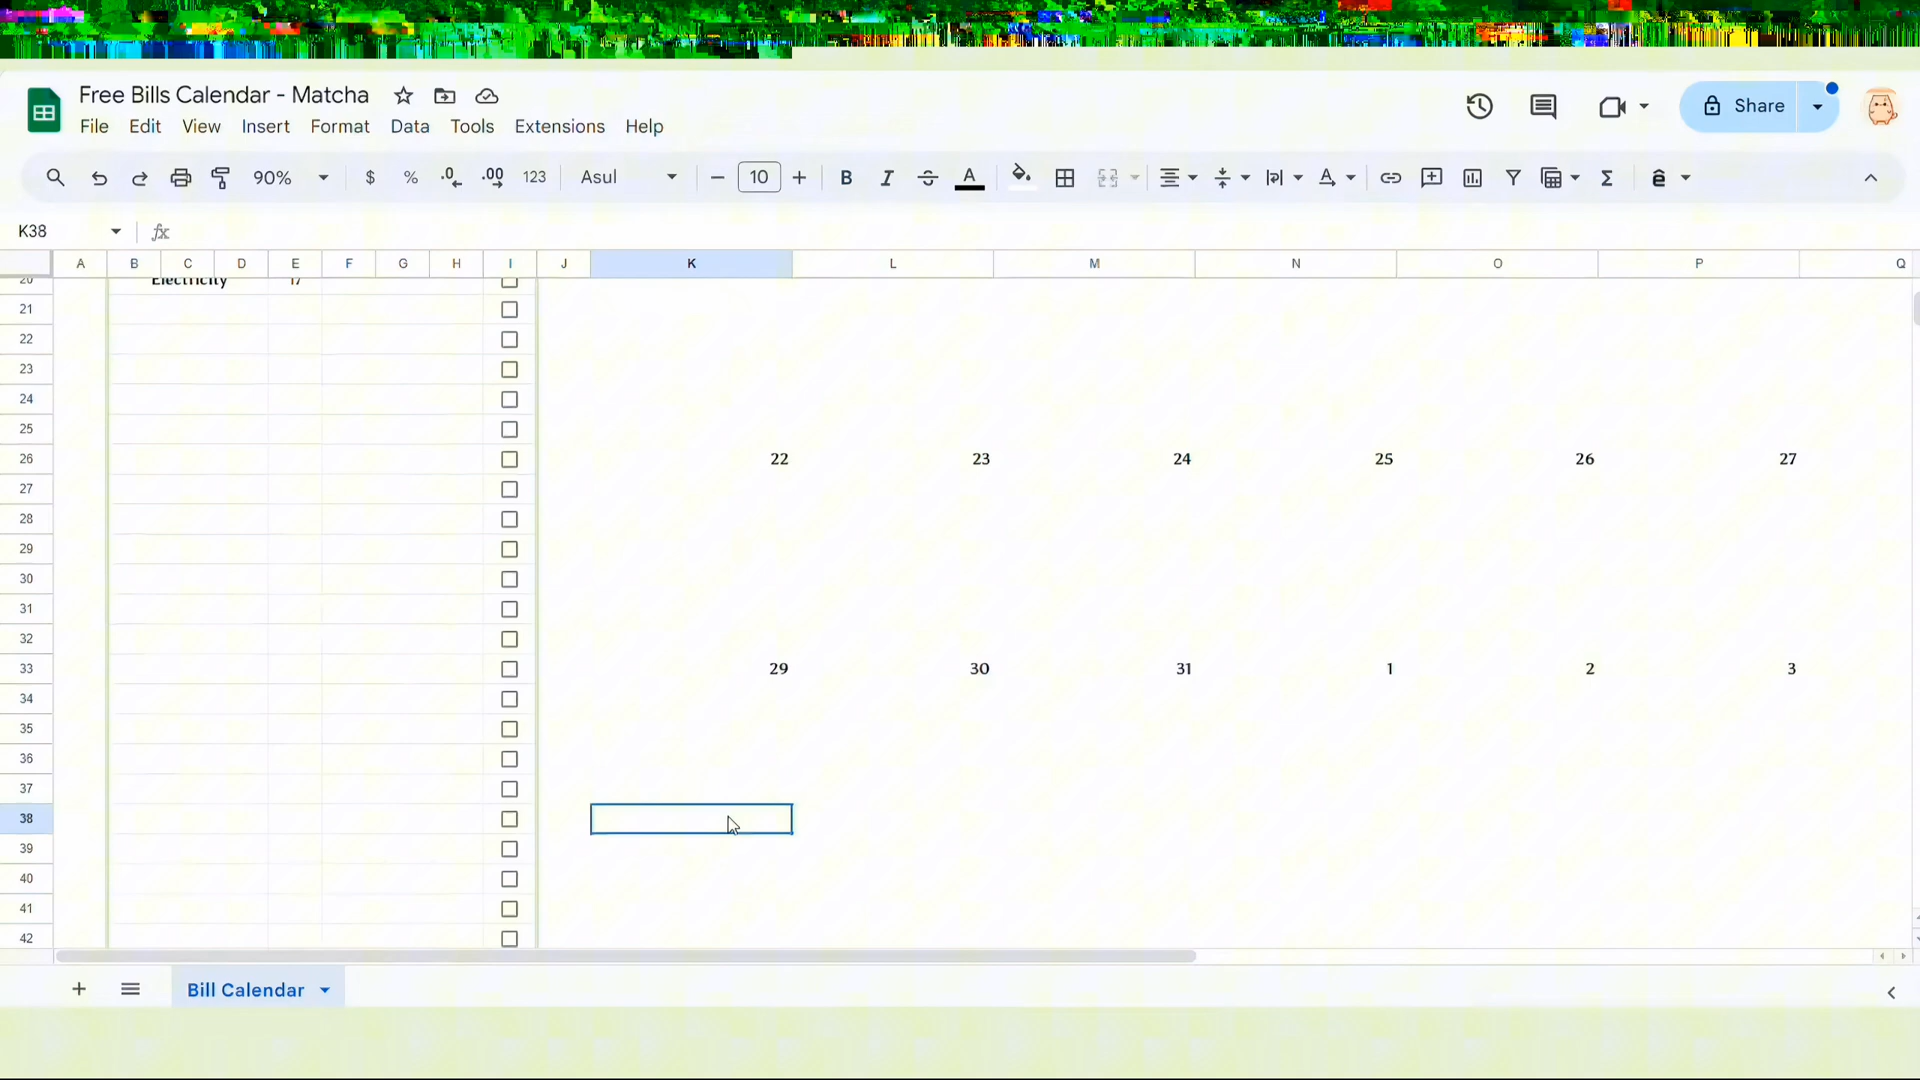 Free Bills Calendar - Matcha
File Edit View Insert Format Data Tools Extensions Help
Share
90% $ % .0 .00 123 Asul 10 B I S A
K38 fx
A B C D E F G H I J K L M N O P Q
20 Electricity 17
21
22
23
24
25
26 22 23 24 25 26 27
27
28
29
30
31
32
33 29 30 31 1 2 3
34
35
36
37
38
39
40
41
42
Bill Calendar